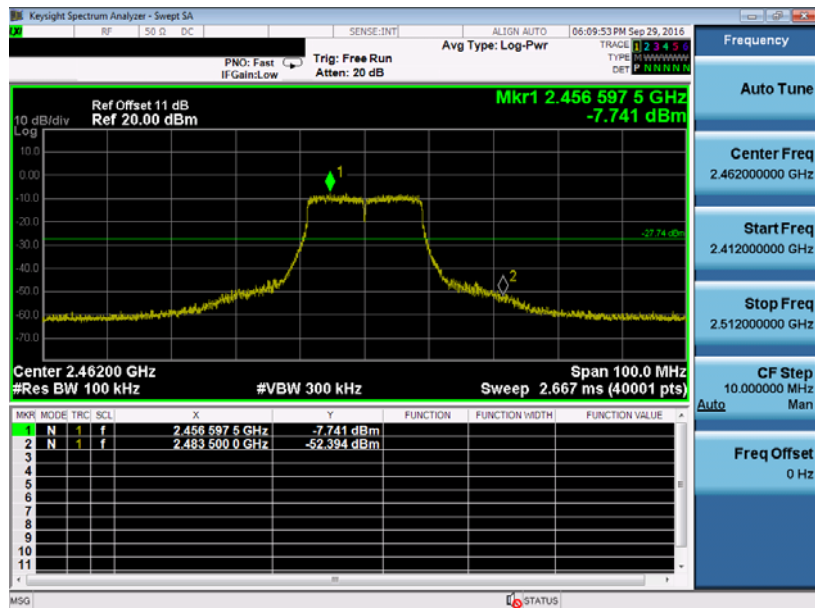 Keysight Spectrum Analyzer - Swept SA
LXI RF 50 Ω DC SENSE:INT ALIGN AUTO 06:09:53 PM Sep 29, 2016
Avg Type: Log-Pwr TRACE 1 2 3 4 5 6
PNO: Fast Trig: Free Run TYPE M W W W W W
IFGain:Low Atten: 20 dB DET P N N N N N
Frequency
Mkr1 2.456 597 5 GHz
-7.741 dBm
Ref Offset 11 dB
10 dB/div Ref 20.00 dBm
Log
10.0
0.00
-10.0
-20.0
-30.0
-40.0
-50.0
-60.0
-70.0
1
2
-27.74 dBm
Center 2.46200 GHz Span 100.0 MHz
#Res BW 100 kHz #VBW 300 kHz Sweep 2.667 ms (40001 pts)
MKR MODE TRC SCL X Y FUNCTION FUNCTION WIDTH FUNCTION VALUE
1 N 1 f 2.456 597 5 GHz -7.741 dBm
2 N 1 f 2.483 500 0 GHz -52.394 dBm
3
4
5
6
7
8
9
10
11
Auto Tune
Center Freq
2.462000000 GHz
Start Freq
2.412000000 GHz
Stop Freq
2.512000000 GHz
CF Step
10.000000 MHz
Auto Man
Freq Offset
0 Hz
MSG STATUS